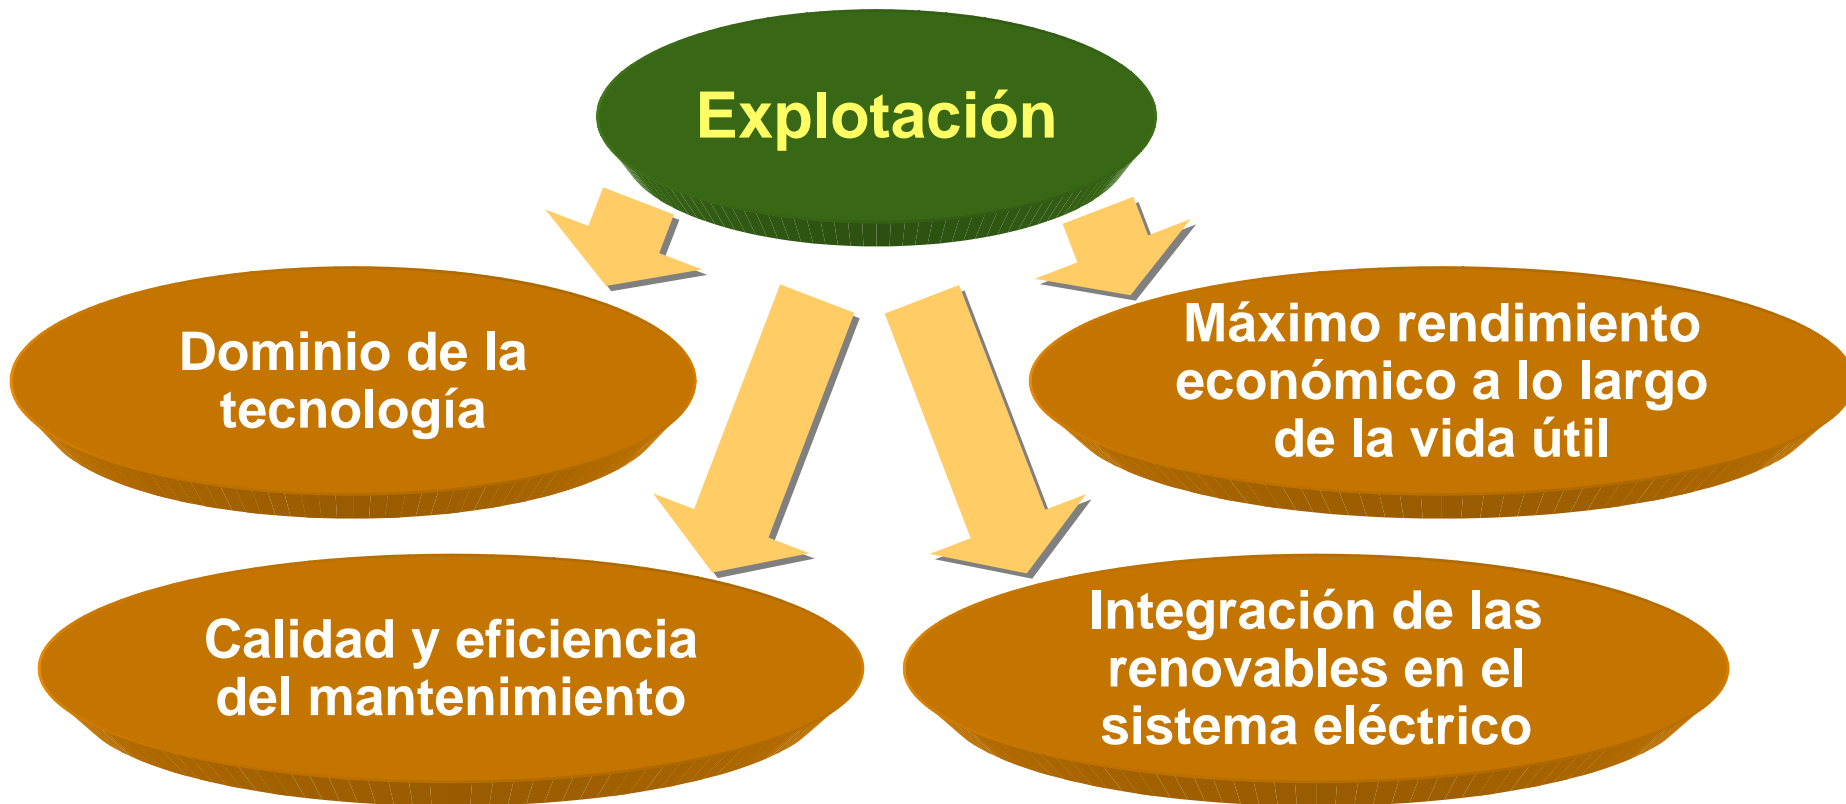 Explotación
Dominio de la
tecnología
Máximo rendimiento
económico a lo largo
de la vida útil
Calidad y eficiencia
del mantenimiento
Integración de las
renovables en el
sistema eléctrico